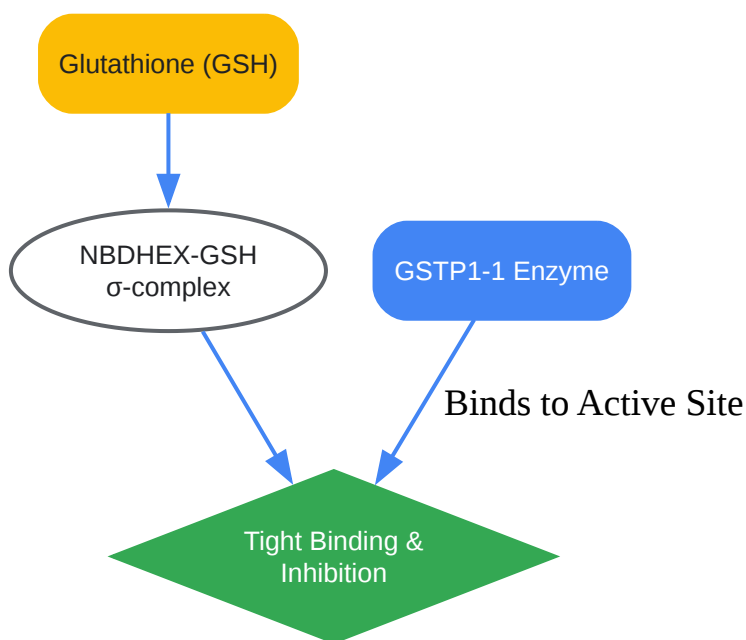 Glutathione (GSH)
NBDHEX-GSH
σ-complex
GSTP1-1 Enzyme
Binds to Active Site
Tight Binding &
Inhibition